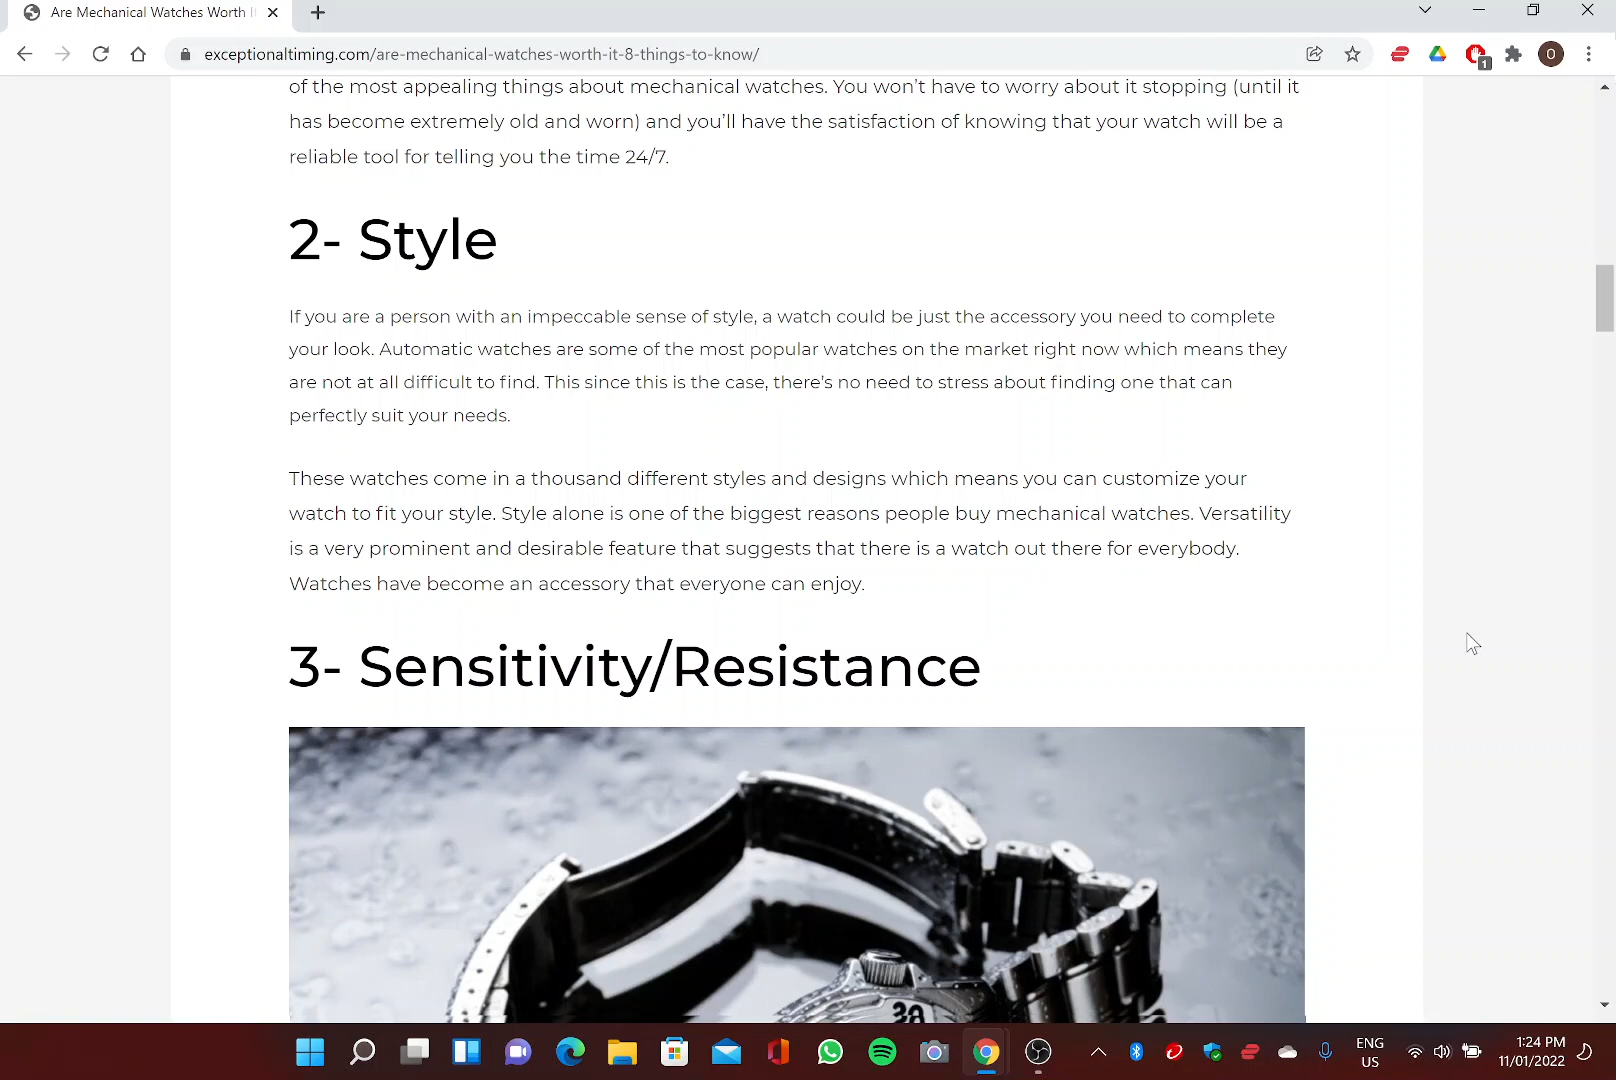 Are Mechanical Watches Worth I
exceptionaltiming.com/are-mechanical-watches-worth-it-8-things-to-know/
1
O
of the most appealing things about mechanical watches. You won't have to worry about it stopping (until it
has become extremely old and worn) and you'll have the satisfaction of knowing that your watch will be a
reliable tool for telling you the time 24/7.
2- Style
If you are a person with an impeccable sense of style, a watch could be just the accessory you need to complete
your look. Automatic watches are some of the most popular watches on the market right now which means they
are not at all difficult to find. This since this is the case, there's no need to stress about finding one that can
perfectly suit your needs.
These watches come in a thousand different styles and designs which means you can customize your
watch to fit your style. Style alone is one of the biggest reasons people buy mechanical watches. Versatility
is a very prominent and desirable feature that suggests that there is a watch out there for everybody.
Watches have become an accessory that everyone can enjoy.
3- Sensitivity/Resistance
30
ENG
US
1:24 PM
11/01/2022